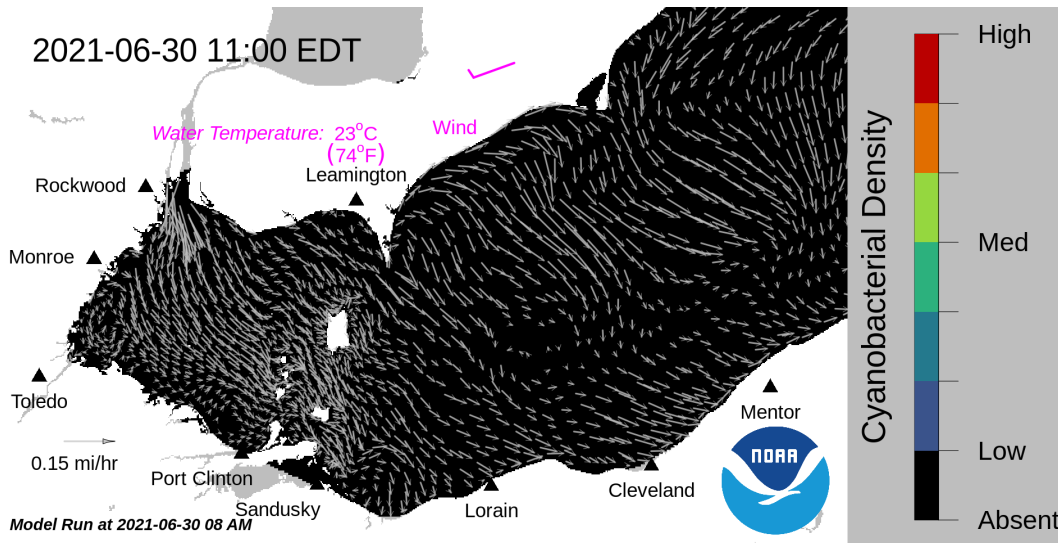 2021-06-30 11:00 EDT
Water Temperature: 23°C
(74°F)
Wind
Leamington
Rockwood
Monroe
Toledo
0.15 mi/hr
Port Clinton
Sandusky
Lorain
Cleveland
Mentor
NOAA
Model Run at 2021-06-30 08 AM
Cyanobacterial Density
High
Med
Low
Absent